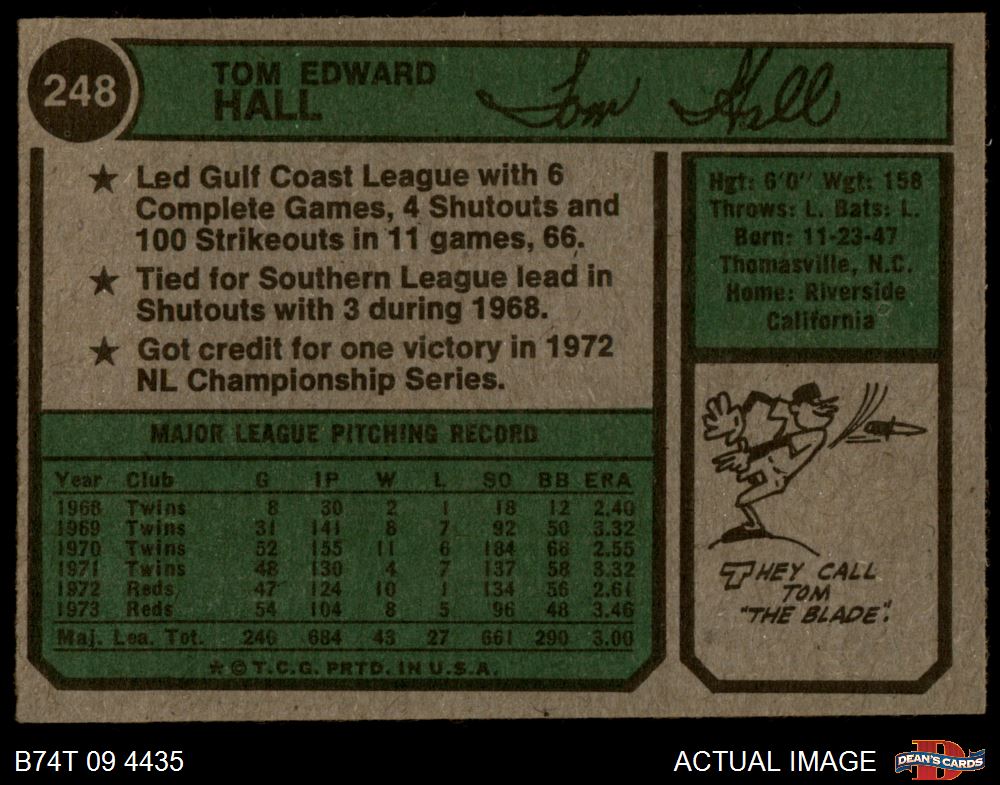 248
TOM EDWARD
HALL
Tom Hall
★ Led Gulf Coast League with 6
Complete Games, 4 Shutouts and
100 Strikeouts in 11 games, 66.
★ Tied for Southern League lead in
Shutouts with 3 during 1968.
★ Got credit for one victory in 1972
NL Championship Series.
Hgt: 6'0" Wgt: 158
Throws: L. Bats: L.
Born: 11-23-47
Thomasville, N.C.
Home: Riverside
California
MAJOR LEAGUE PITCHING RECORD
Year Club G IP W L SO BB ERA
1968 Twins 8 30 2 1 18 12 2.40
1969 Twins 31 141 8 7 92 50 3.32
1970 Twins 52 155 11 6 184 66 2.55
1971 Twins 48 130 4 7 137 58 3.32
1972 Reds 47 124 10 1 134 56 2.61
1973 Reds 54 104 8 5 96 48 3.46
Maj. Lea. Tot. 240 684 43 27 661 290 3.00
★ © T.C.G. PRTD. IN U.S.A.
THEY CALL
TOM
"THE BLADE".
B74T 09 4435
ACTUAL IMAGE
DEAN'S CARDS